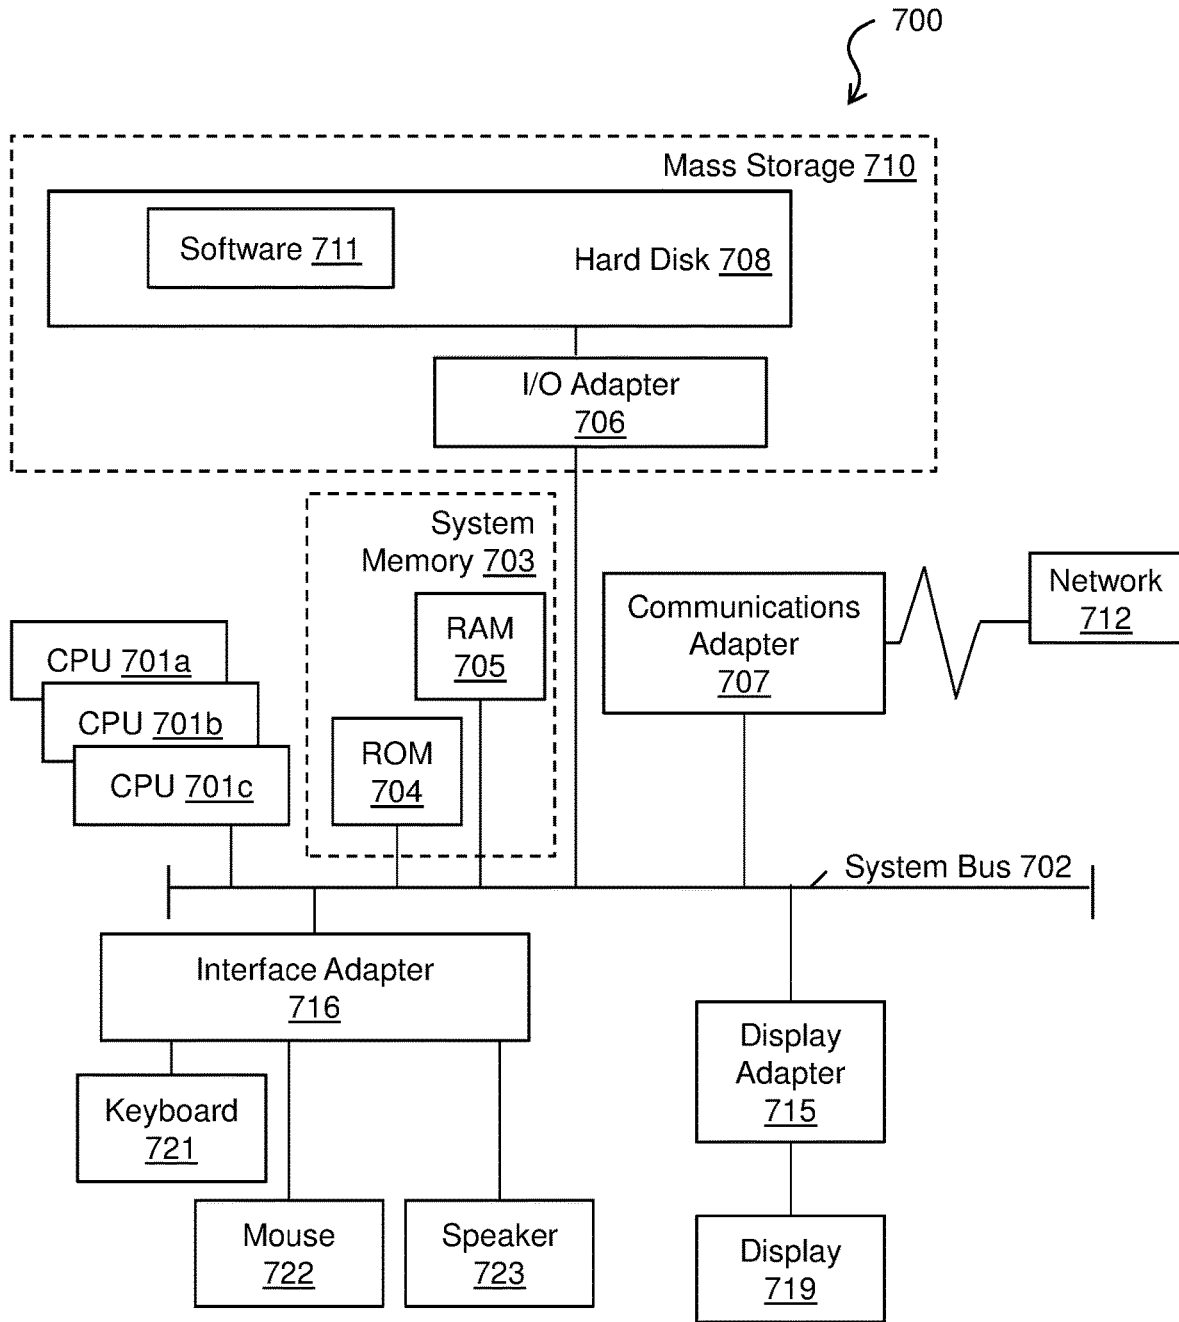 700
Mass Storage 710
Software 711
Hard Disk 708
I/O Adapter
706
System
Memory 703
RAM
705
ROM
704
Communications
Adapter
707
Network
712
CPU 701a
CPU 701b
CPU 701c
System Bus 702
Interface Adapter
716
Display
Adapter
715
Keyboard
721
Mouse
722
Speaker
723
Display
719